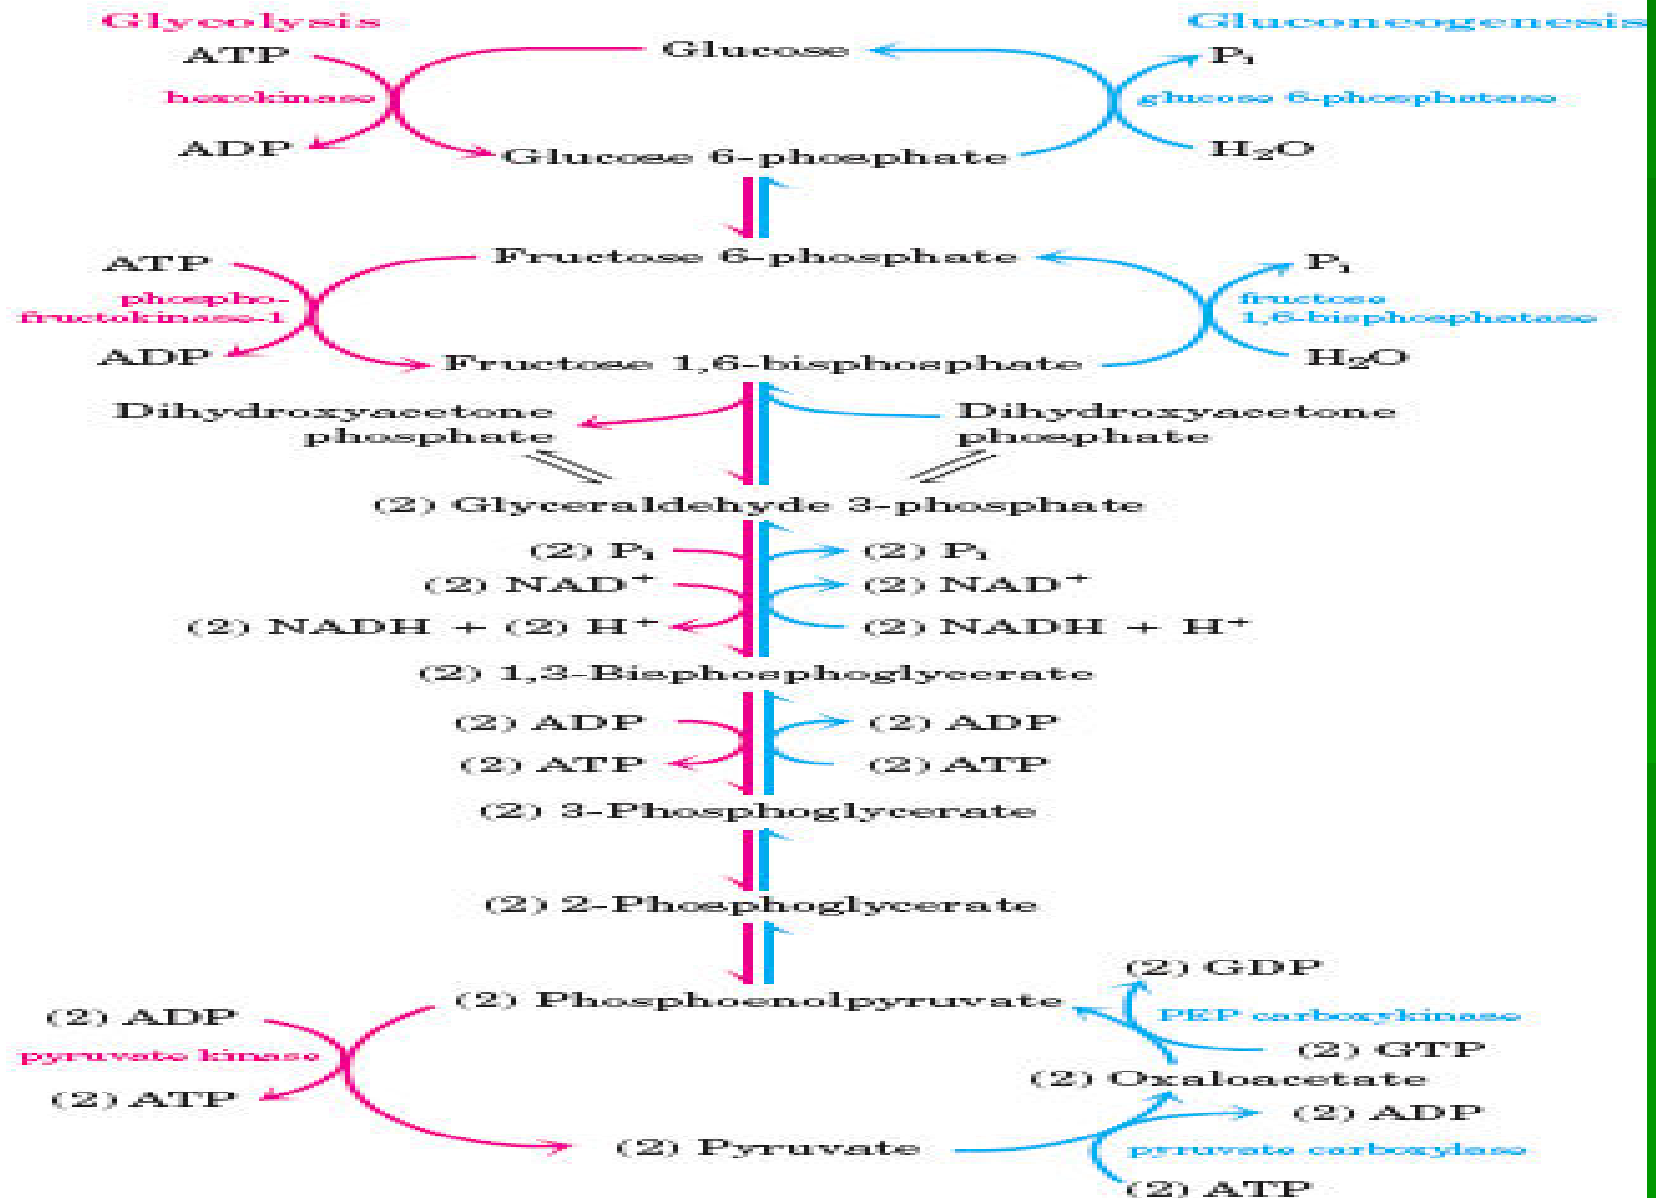 Glycolysis
Gluconeogenesis
ATP
Glucose
Pi
hexokinase
glucose 6-phosphatase
ADP
Glucose 6-phosphate
H2O
ATP
Fructose 6-phosphate
Pi
phospho-
fructokinase-1
fructose
1,6-bisphosphatase
ADP
Fructose 1,6-bisphosphate
H2O
Dihydroxyacetone
phosphate
Dihydroxyacetone
phosphate
(2) Glyceraldehyde 3-phosphate
(2) Pi
(2) Pi
(2) NAD+
(2) NAD+
(2) NADH + (2) H+
(2) NADH + H+
(2) 1,3-Bisphosphoglycerate
(2) ADP
(2) ADP
(2) ATP
(2) ATP
(2) 3-Phosphoglycerate
(2) 2-Phosphoglycerate
(2) GDP
(2) Phosphoenolpyruvate
(2) ADP
PEP carboxykinase
pyruvate kinase
(2) GTP
(2) Oxaloacetate
(2) ATP
(2) ADP
(2) Pyruvate
pyruvate carboxylase
(2) ATP